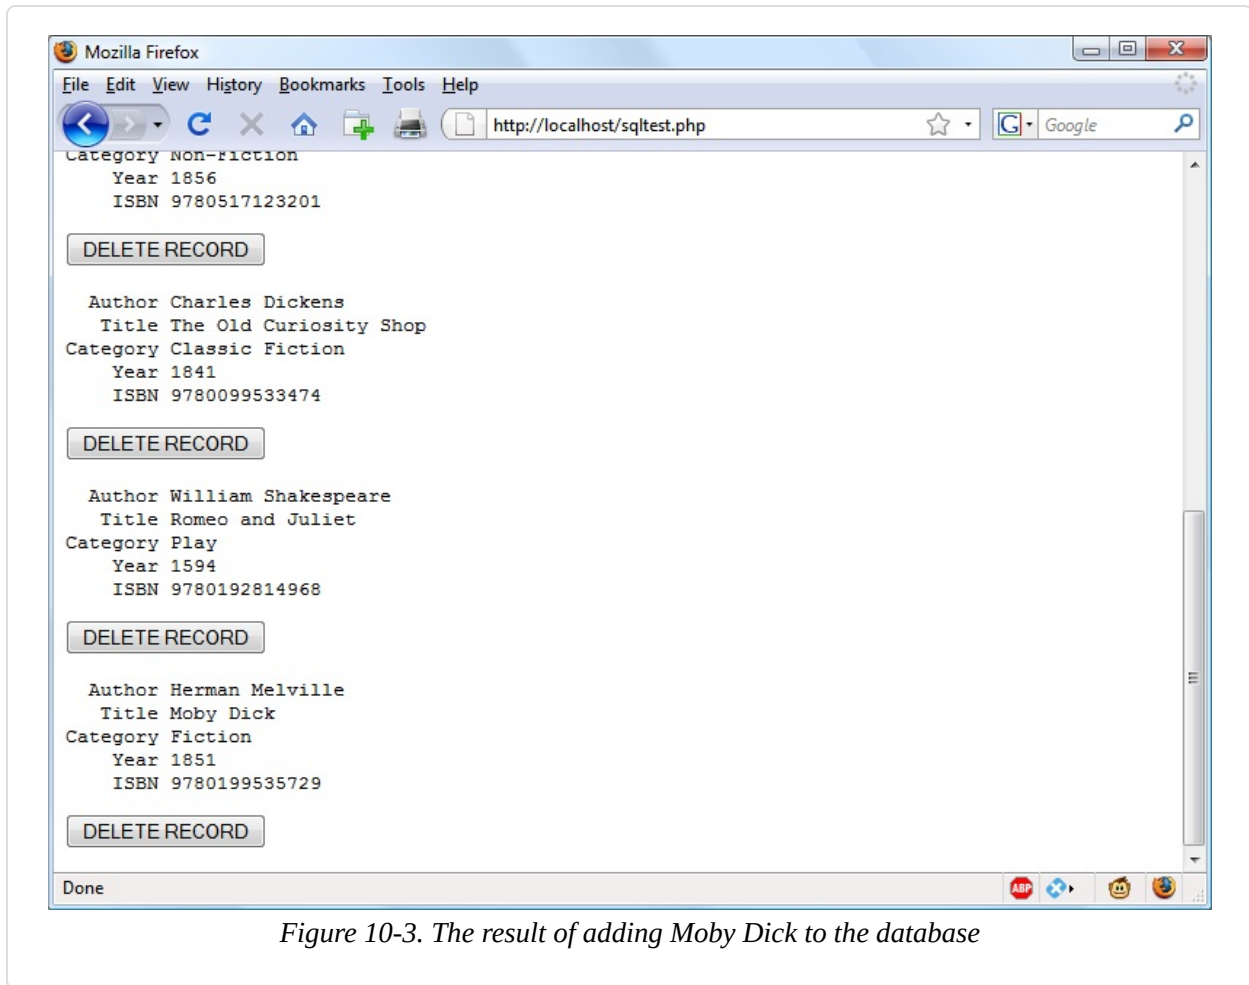 Mozilla Firefox
File Edit View History Bookmarks Tools Help
http://localhost/sqltest.php
G Google
Category Non-Fiction
Year 1856
ISBN 9780517123201
DELETE RECORD
Author Charles Dickens
Title The Old Curiosity Shop
Category Classic Fiction
Year 1841
ISBN 9780099533474
DELETE RECORD
Author William Shakespeare
Title Romeo and Juliet
Category Play
Year 1594
ISBN 9780192814968
DELETE RECORD
Author Herman Melville
Title Moby Dick
Category Fiction
Year 1851
ISBN 9780199535729
DELETE RECORD
Done
ABP
Figure 10-3. The result of adding Moby Dick to the database